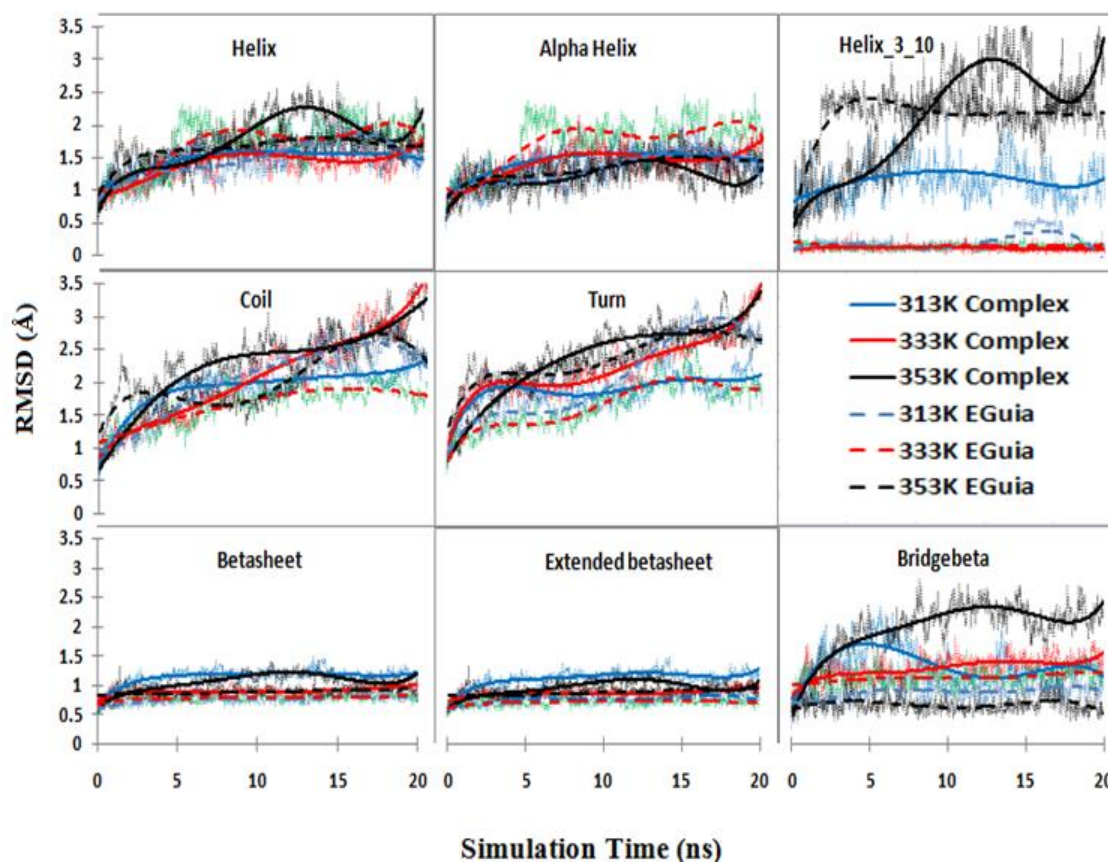 Helix
Alpha Helix
Helix_3_10
3.5
3
2.5
2
1.5
1
0.5
0
Coil
Turn
3.5
3
2.5
2
1.5
1
0.5
0
RMSD (Å)
313K Complex
333K Complex
353K Complex
313K EGuia
333K EGuia
353K EGuia
Betasheet
Extended betasheet
Bridgebeta
3.5
3
2.5
2
1.5
1
0.5
0
0 5 10 15 20
0 5 10 15 20
0 5 10 15 20
Simulation Time (ns)